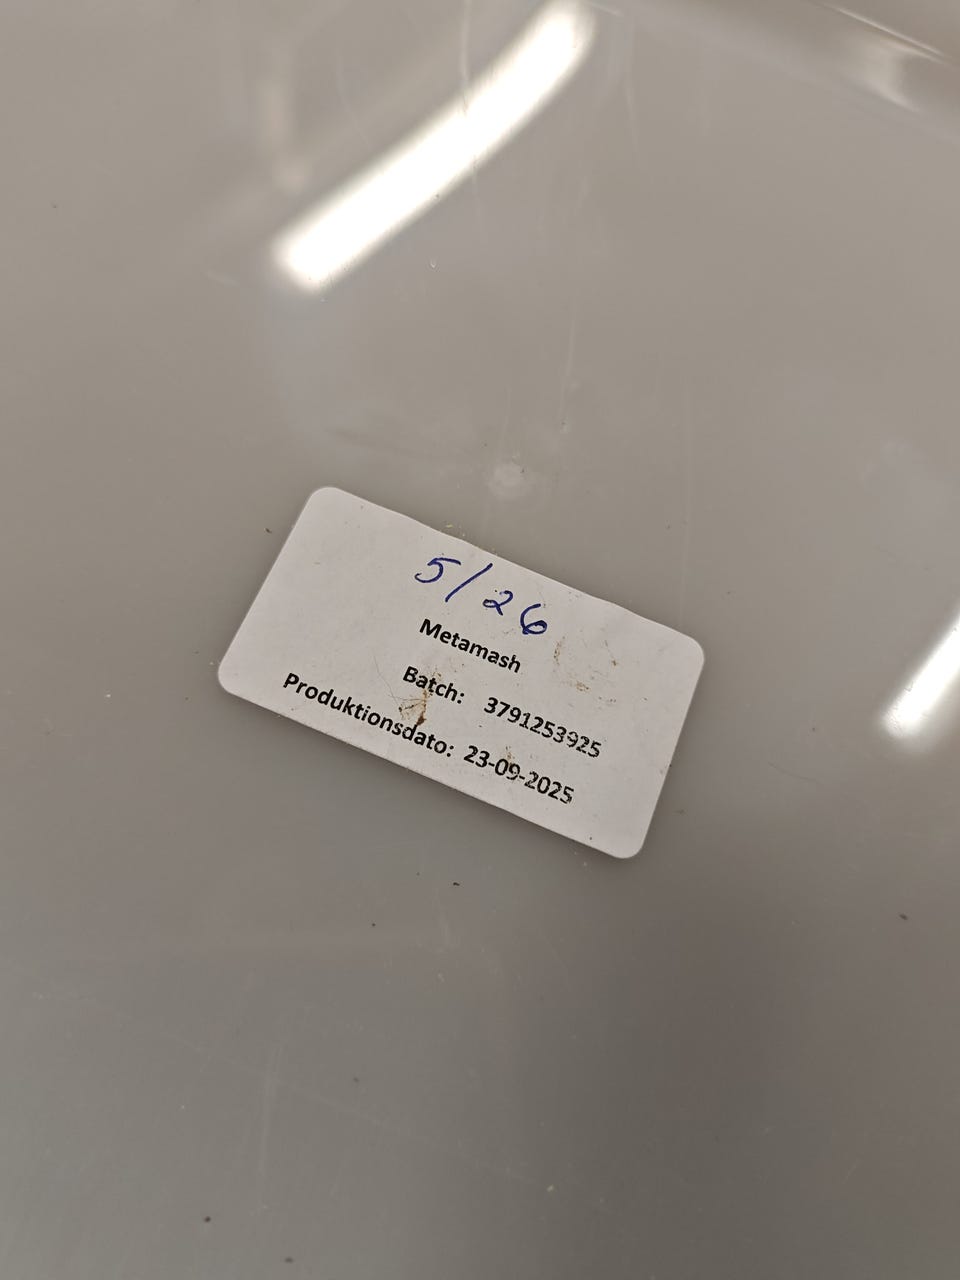 5/26
Metamash
Batch: 3791253925
Produktionsdato: 23-09-2025